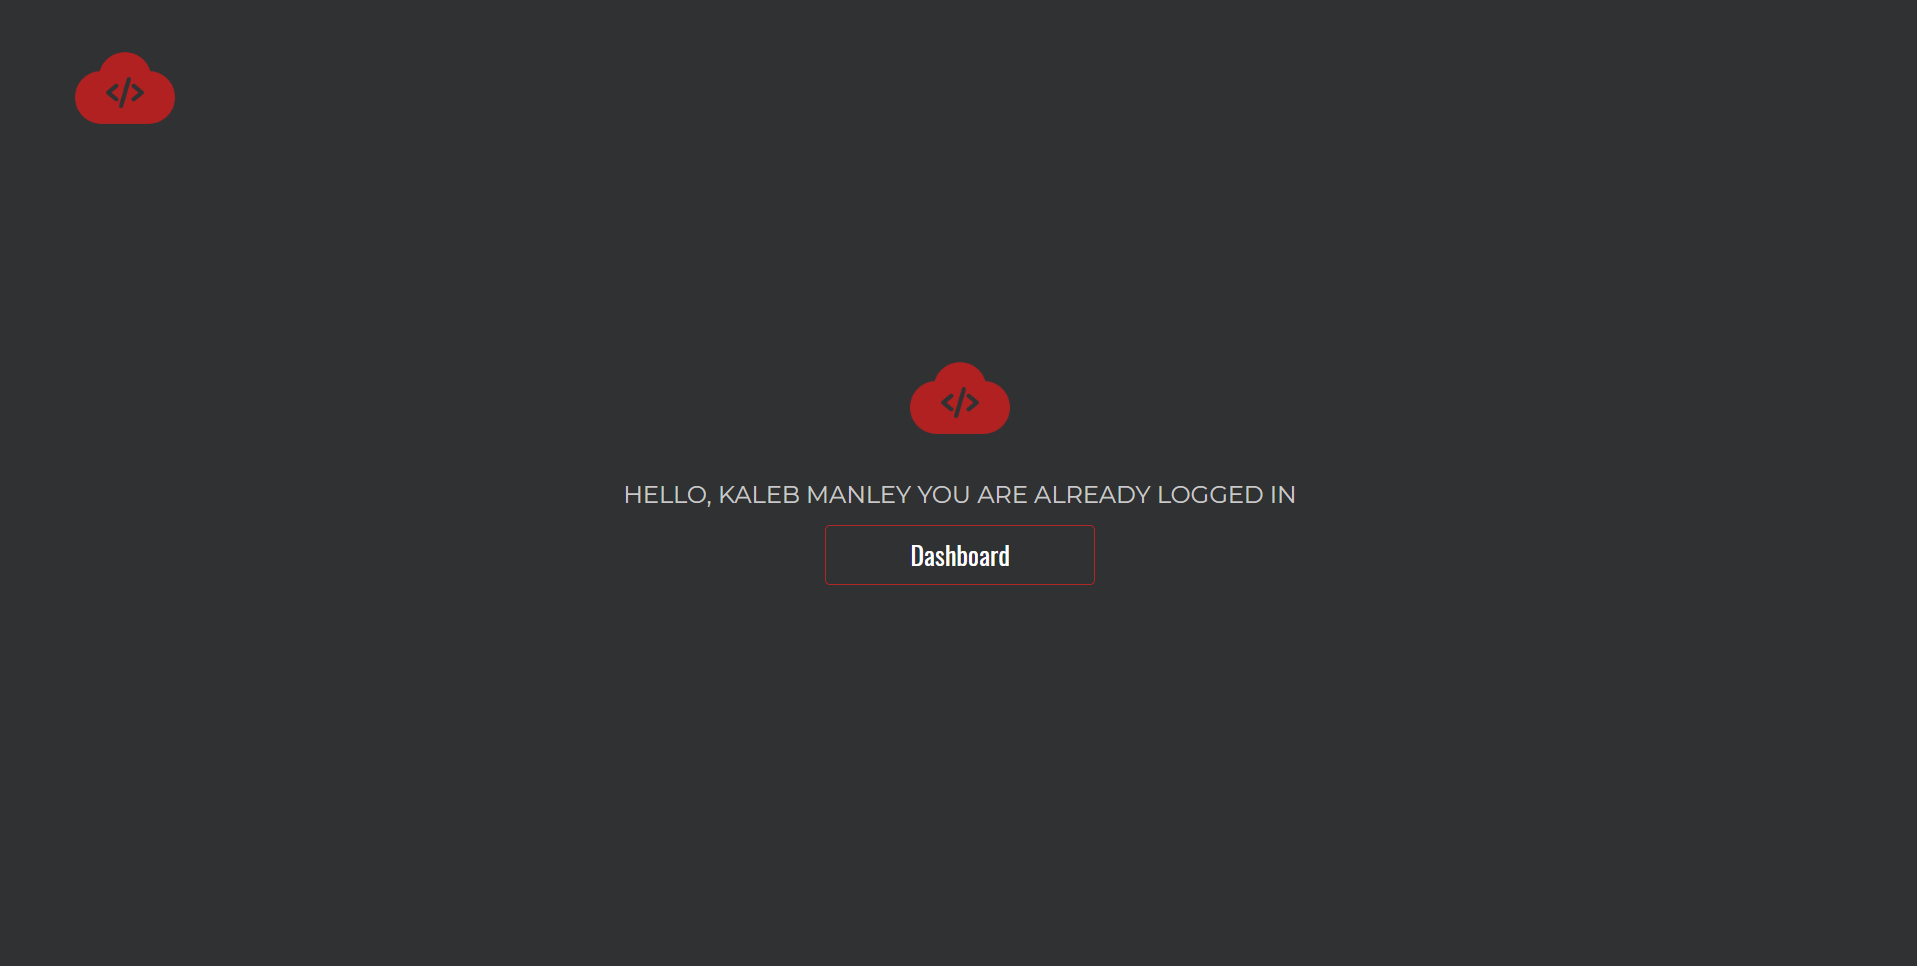 </>
</>
HELLO, KALEB MANLEY YOU ARE ALREADY LOGGED IN
Dashboard